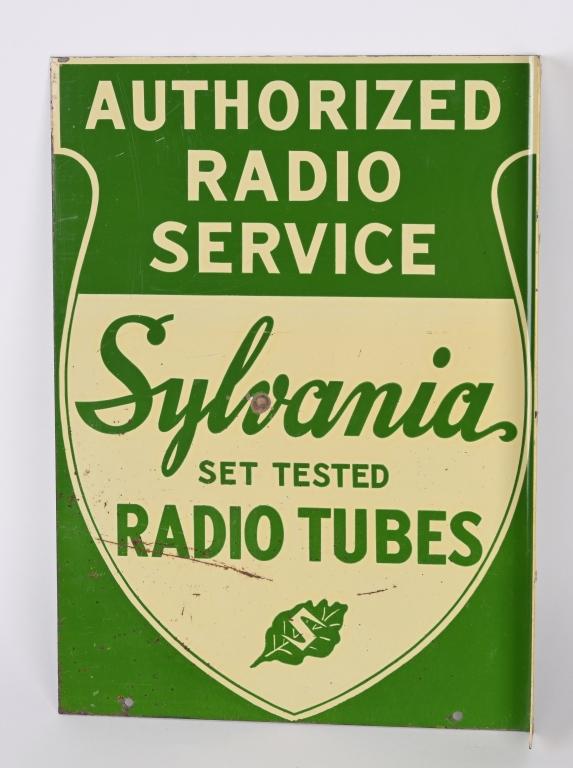 AUTHORIZED
RADIO
SERVICE
Sylvania
SET TESTED
RADIO TUBES
S